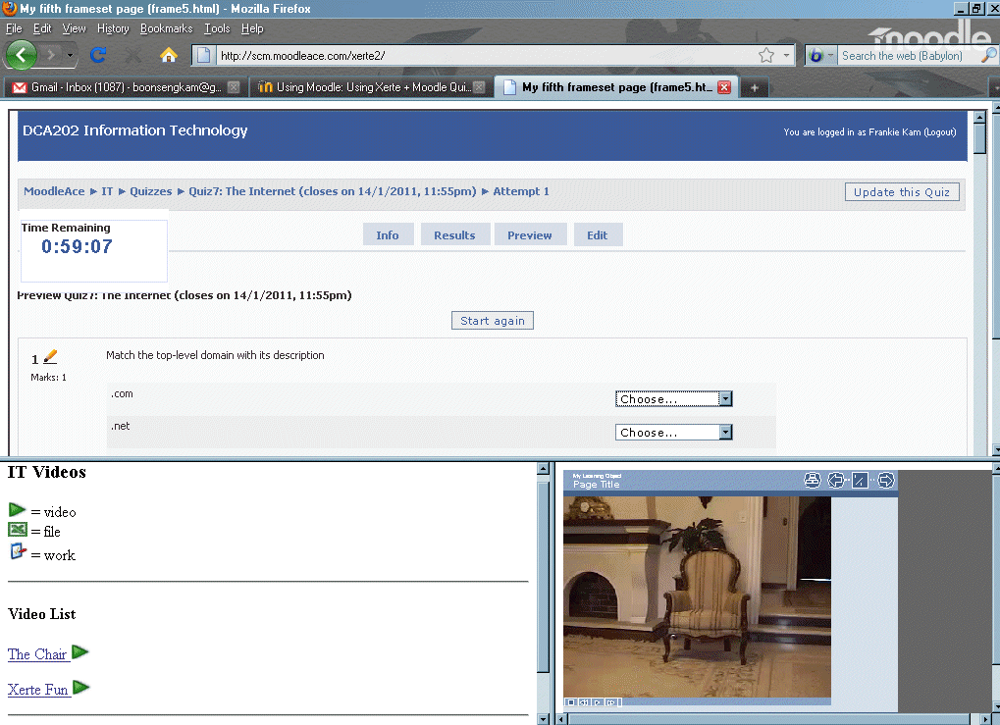 My fifth frameset page (frame5.html) - Mozilla Firefox
File Edit View History Bookmarks Tools Help
moodle
http://scm.moodleace.com/xerte2/
Search the web (Babylon)
Gmail - Inbox (1087) - boonsengkam@g...
Using Moodle: Using Xerte + Moodle Qui...
My fifth frameset page (frame5.ht...
DCA202 Information Technology
You are logged in as Frankie Kam (Logout)
MoodleAce ► IT ► Quizzes ► Quiz7: The Internet (closes on 14/1/2011, 11:55pm) ► Attempt 1
Update this Quiz
Time Remaining
0:59:07
Info Results Preview Edit
Preview Quiz7: The Internet (closes on 14/1/2011, 11:55pm)
Start again
1
Marks: 1
Match the top-level domain with its description
.com
Choose...
.net
Choose...
IT Videos
= video
= file
= work
Video List
The Chair
Xerte Fun
My Learning Object
Page Title